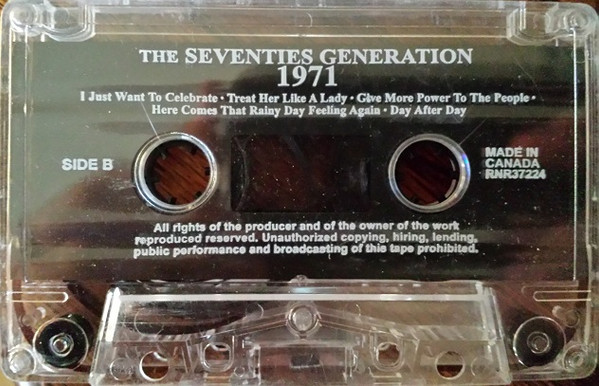 THE SEVENTIES GENERATION
1971
I Just Want To Celebrate • Treat Her Like A Lady • Give More Power To The People •
Here Comes That Rainy Day Feeling Again • Day After Day
SIDE B
MADE IN
CANADA
RNR37224
All rights of the producer and of the owner of the work
reproduced reserved. Unauthorized copying, hiring, lending,
public performance and broadcasting of this tape prohibited.